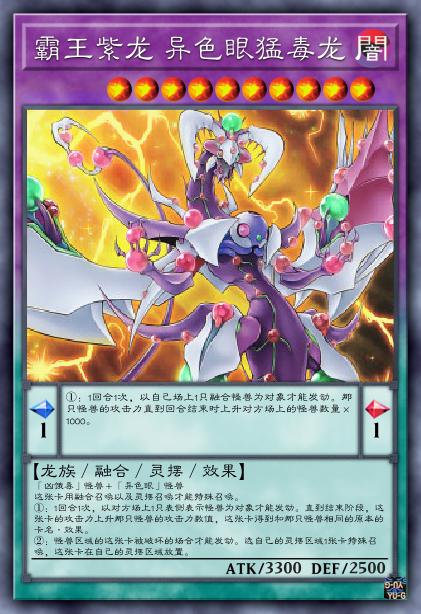 霸王紫龙 异色眼猛毒龙 闇
①：1回合1次，以自己场上1只融合怪兽为对象才能发动。那
只怪兽的攻击力直到回合结束时上升对方场上的怪兽数量×
1000。
1
1
【龙族／融合／灵摆／效果】
「凶饿毒」怪兽＋「异色眼」怪兽
这张卡用融合召唤以及灵摆召唤才能特殊召唤。
①：1回合1次，以对方场上1只表侧表示怪兽为对象才能发动。直到结束阶段，这
张卡的攻击力上升那只怪兽的攻击力数值，这张卡得到和那只怪兽相同的原本的
卡名·效果。
②：怪兽区域的这张卡被破坏的场合才能发动。选自己的灵摆区域1张卡特殊召
唤，这张卡在自己的灵摆区域放置。
ATK/3300 DEF/2500
YU-G